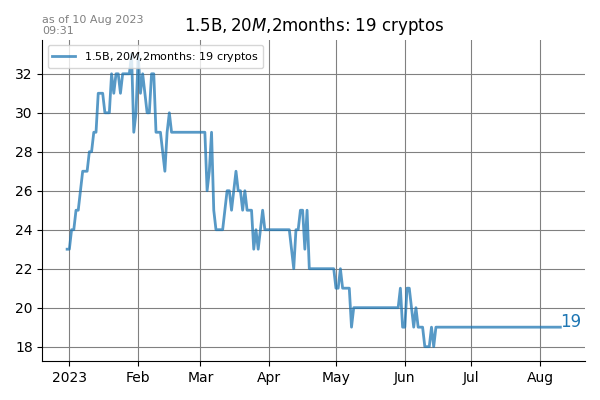 as of 10 Aug 2023
09:31
1.5B, 20M,2months: 19 cryptos
1.5B, 20M,2months: 19 cryptos
32
30
28
26
24
22
20
18
19
2023 Feb Mar Apr May Jun Jul Aug